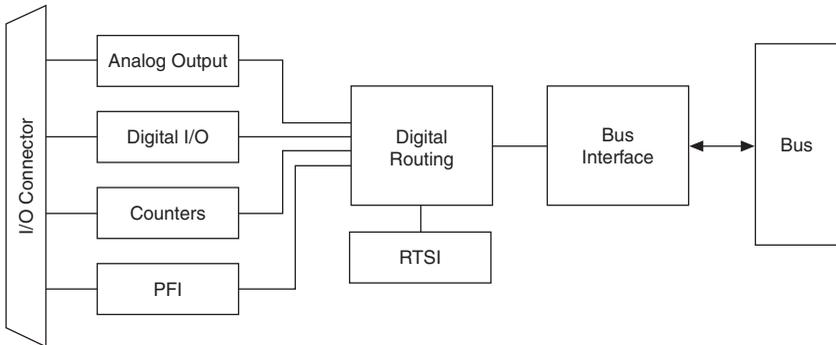 I/O Connector
Analog Output
Digital I/O
Counters
PFI
Digital
Routing
RTSI
Bus
Interface
Bus